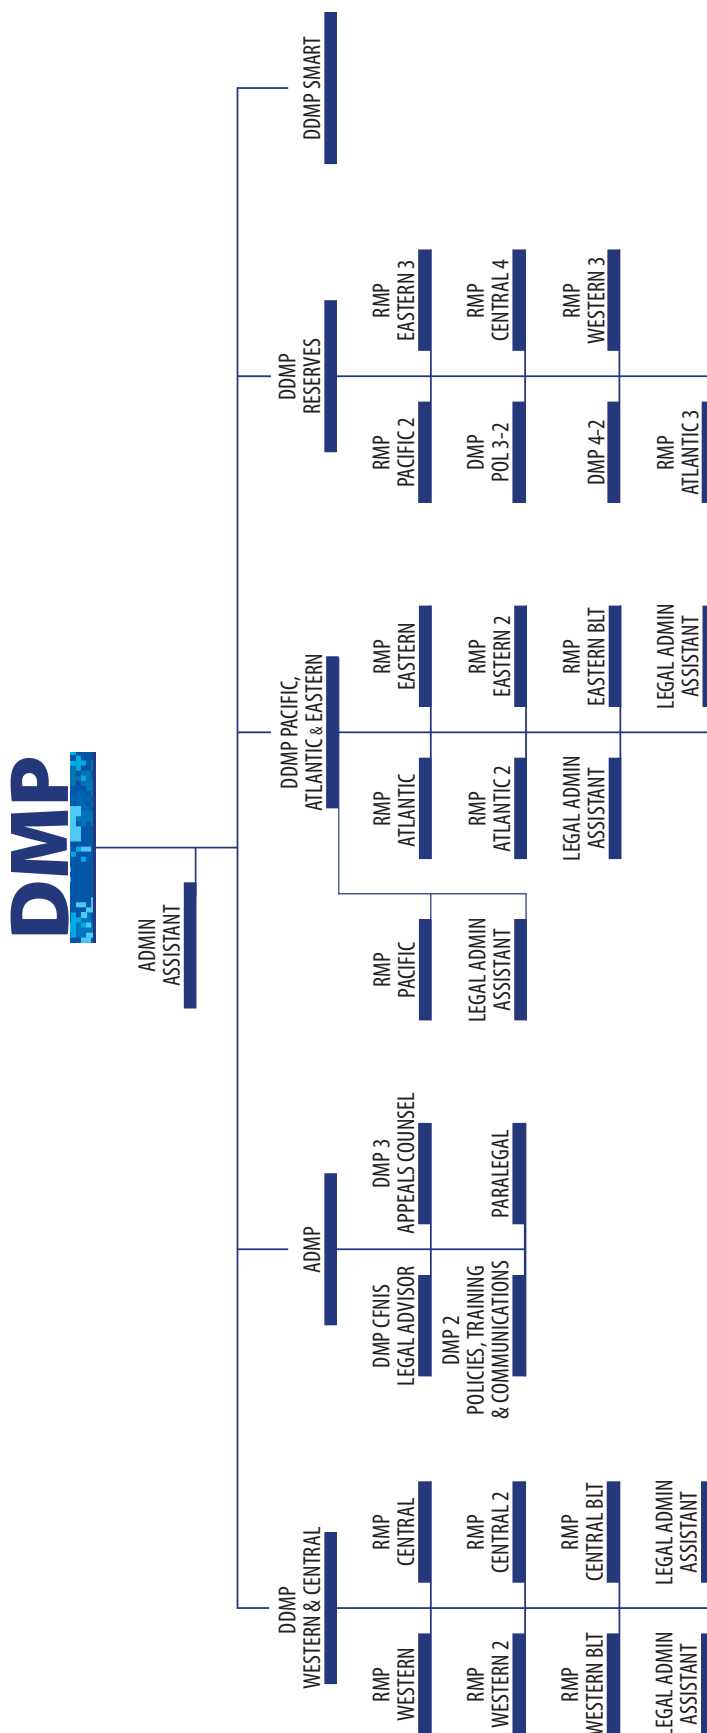 DMP
ADMIN
ASSISTANT
DDMP
WESTERN & CENTRAL
RMP
WESTERN
RMP
CENTRAL
RMP
WESTERN 2
RMP
CENTRAL 2
RMP
WESTERN BLT
RMP
CENTRAL BLT
LEGAL ADMIN
ASSISTANT
LEGAL ADMIN
ASSISTANT
ADMP
DMP CFNIS
LEGAL ADVISOR
DMP 3
APPEALS COUNSEL
DMP 2
POLICIES, TRAINING
& COMMUNICATIONS
PARALEGAL
DDMP PACIFIC,
ATLANTIC & EASTERN
RMP
PACIFIC
LEGAL ADMIN
ASSISTANT
RMP
ATLANTIC
RMP
EASTERN
RMP
ATLANTIC 2
RMP
EASTERN 2
LEGAL ADMIN
ASSISTANT
RMP
EASTERN BLT
LEGAL ADMIN
ASSISTANT
DDMP
RESERVES
RMP
PACIFIC 2
RMP
EASTERN 3
DMP
POL 3-2
RMP
CENTRAL 4
DMP 4-2
RMP
WESTERN 3
RMP
ATLANTIC 3
DDMP SMART